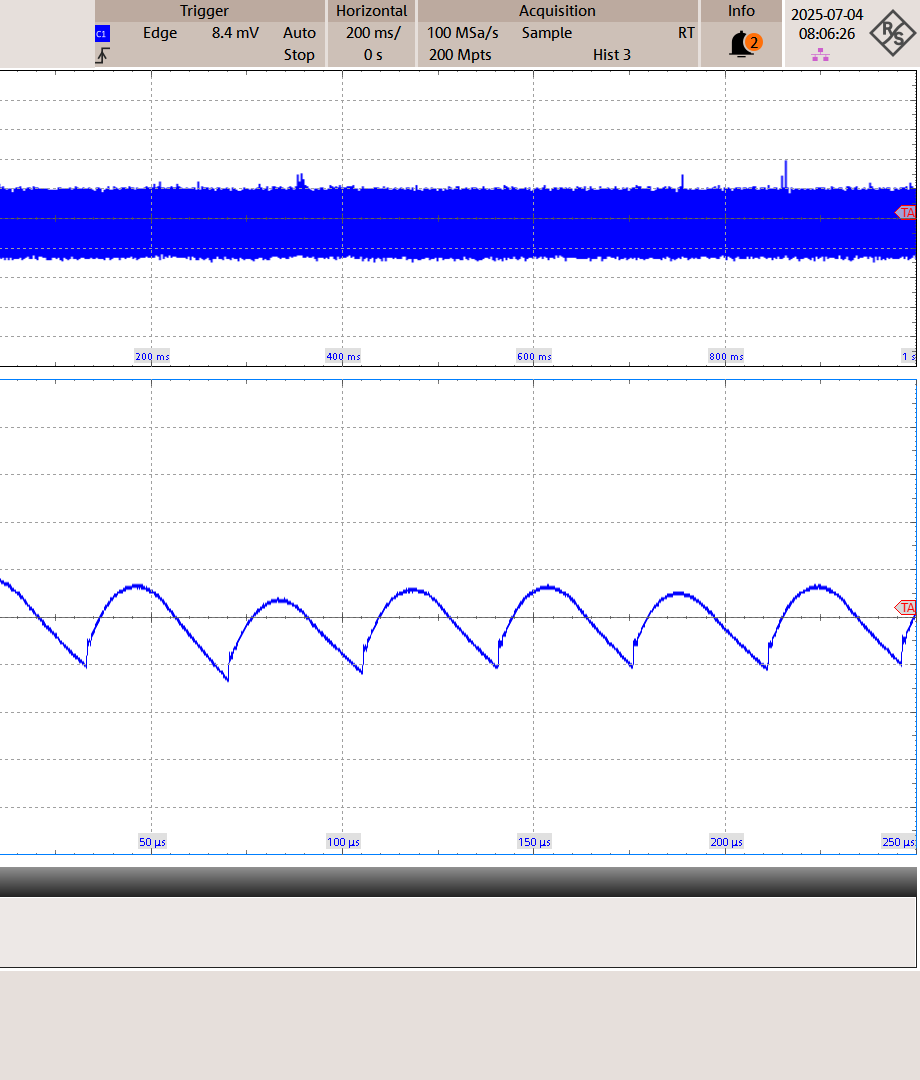 Trigger
C1
Edge
8.4 mV
Auto
Stop
Horizontal
200 ms/
0 s
Acquisition
100 MSa/s
Sample
RT
200 Mpts
Hist 3
Info
2
2025-07-04
08:06:26
R
S
TA
200 ms
400 ms
600 ms
800 ms
1 s
TA
50 µs
100 µs
150 µs
200 µs
250 µs